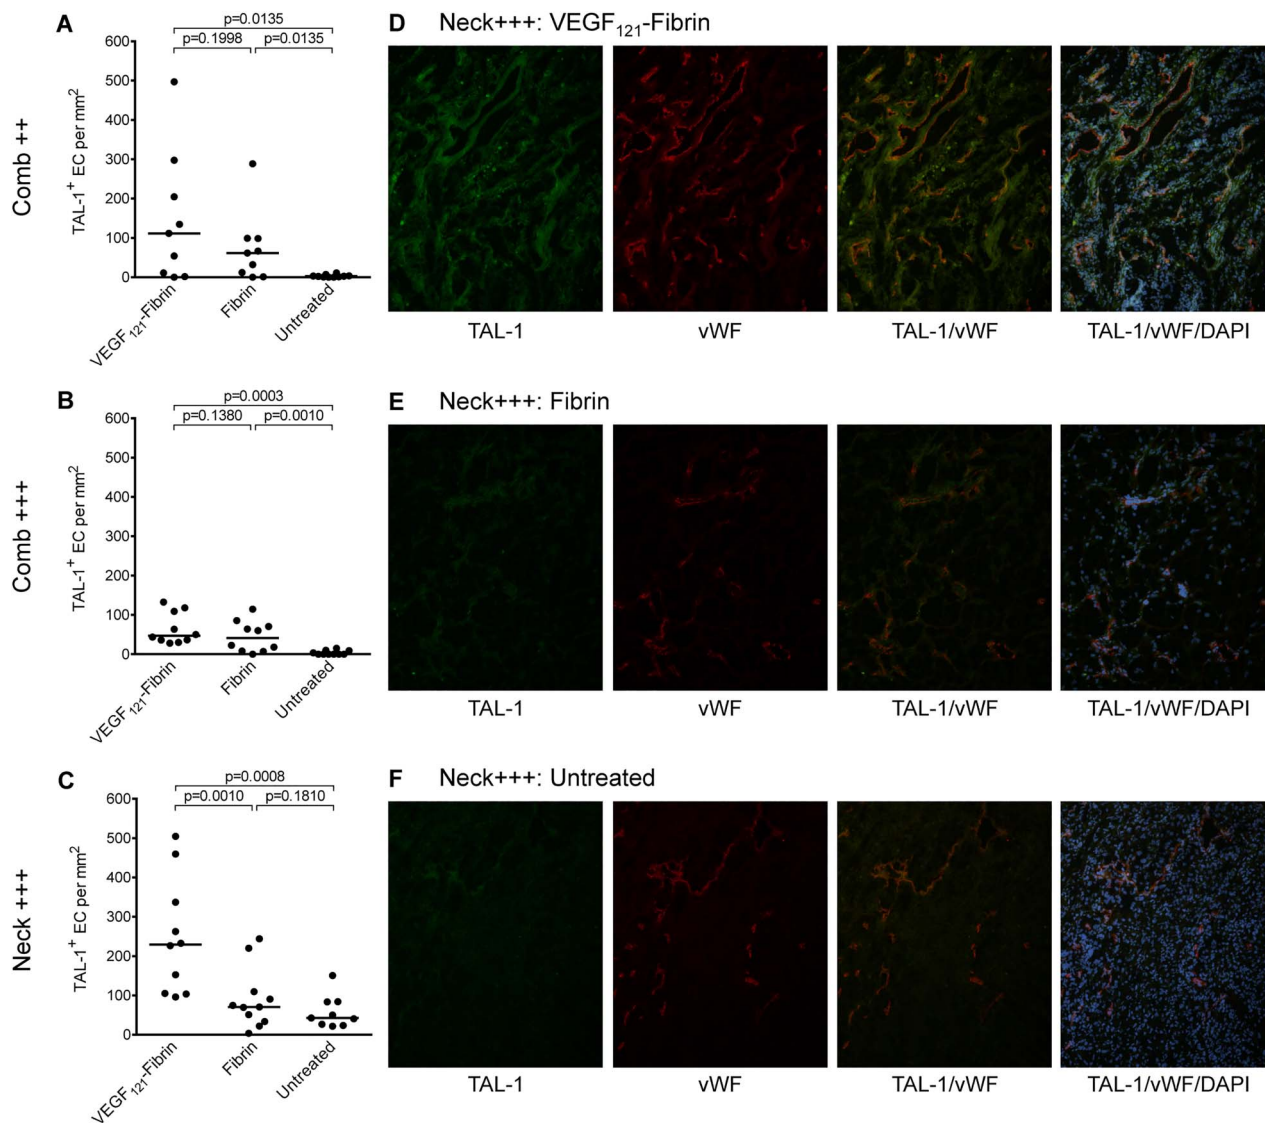 A
Comb ++
TAL-1+ EC per mm2
p=0.0135
p=0.1998
p=0.0135
600
500
400
300
200
100
0
VEGF121-Fibrin
Fibrin
Untreated
D Neck+++: VEGF121-Fibrin
TAL-1
vWF
TAL-1/vWF
TAL-1/vWF/DAPI
B
Comb +++
TAL-1+ EC per mm2
p=0.0003
p=0.1380
p=0.0010
600
500
400
300
200
100
0
VEGF121-Fibrin
Fibrin
Untreated
E Neck+++: Fibrin
TAL-1
vWF
TAL-1/vWF
TAL-1/vWF/DAPI
C
Neck +++
TAL-1+ EC per mm2
p=0.0008
p=0.0010
p=0.1810
600
500
400
300
200
100
0
VEGF121-Fibrin
Fibrin
Untreated
F Neck+++: Untreated
TAL-1
vWF
TAL-1/vWF
TAL-1/vWF/DAPI